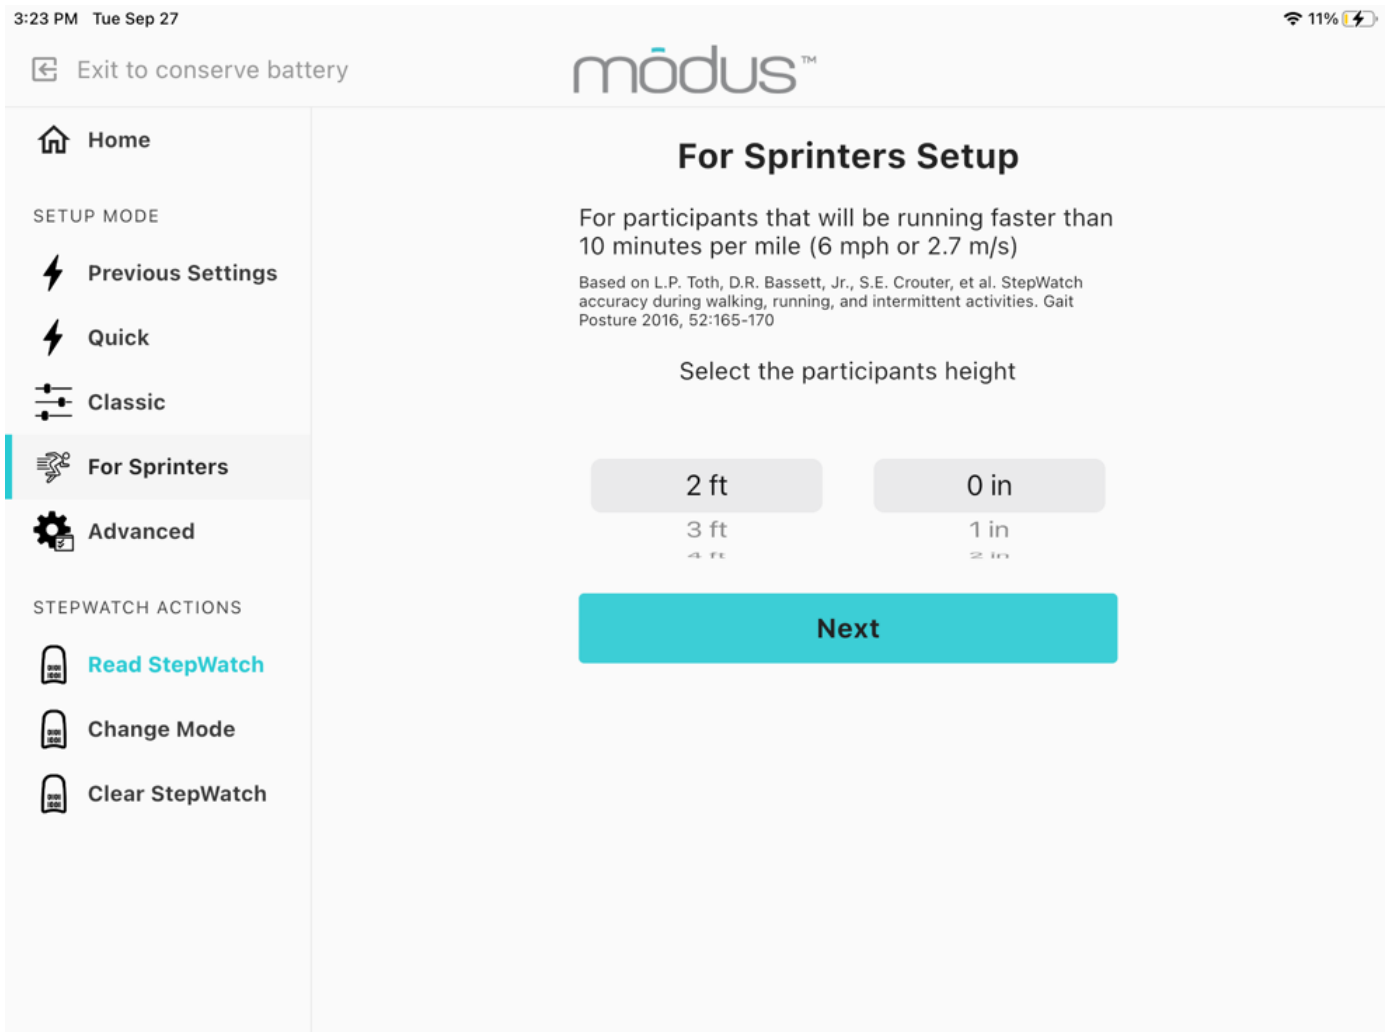 3:23 PM Tue Sep 27
11%
Exit to conserve battery
mōdus™
Home
SETUP MODE
Previous Settings
Quick
Classic
For Sprinters
Advanced
STEPWATCH ACTIONS
Read StepWatch
Change Mode
Clear StepWatch
For Sprinters Setup
For participants that will be running faster than
10 minutes per mile (6 mph or 2.7 m/s)
Based on L.P. Toth, D.R. Bassett, Jr., S.E. Crouter, et al. StepWatch
accuracy during walking, running, and intermittent activities. Gait
Posture 2016, 52:165-170
Select the participants height
2 ft 0 in
3 ft 1 in
4 ft 2 in
Next